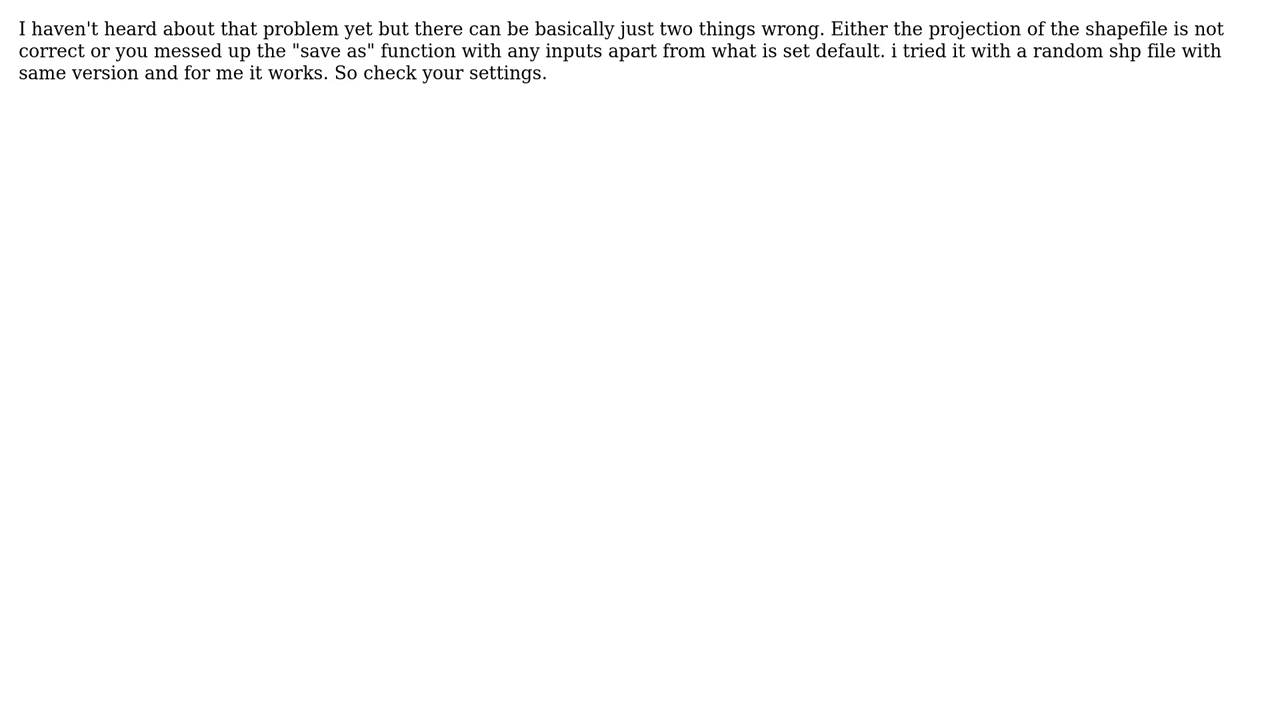 I haven't heard about that problem yet but there can be basically just two things wrong. Either the projection of the shapefile is not
correct or you messed up the "save as" function with any inputs apart from what is set default. i tried it with a random shp file with
same version and for me it works. So check your settings.